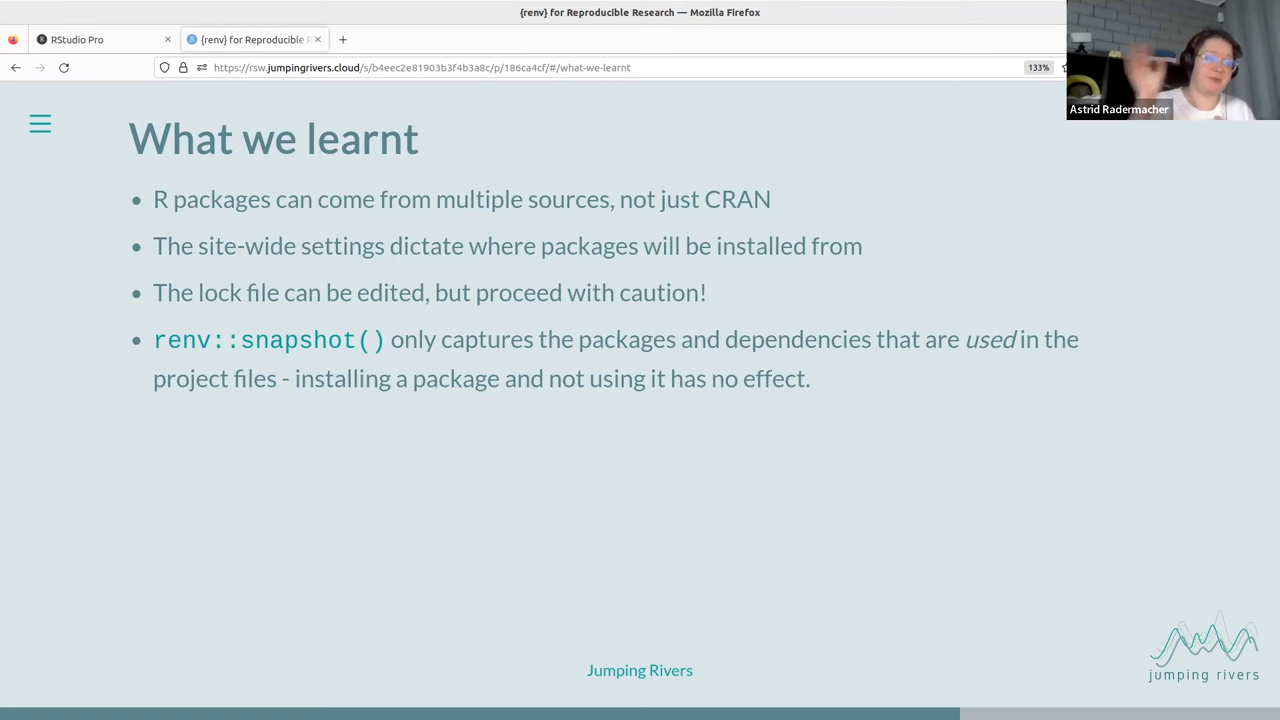 {renv} for Reproducible Research — Mozilla Firefox
RStudio Pro
{renv} for Reproducible R
https://rsw.jumpingrivers.cloud/s/b4eec2e81903b3f4b3a8c/p/186ca4cf/#/what-we-learnt
133%
Astrid Radermacher
What we learnt
• R packages can come from multiple sources, not just CRAN
• The site-wide settings dictate where packages will be installed from
• The lock file can be edited, but proceed with caution!
• renv::snapshot() only captures the packages and dependencies that are used in the
project files - installing a package and not using it has no effect.
Jumping Rivers
jumping rivers